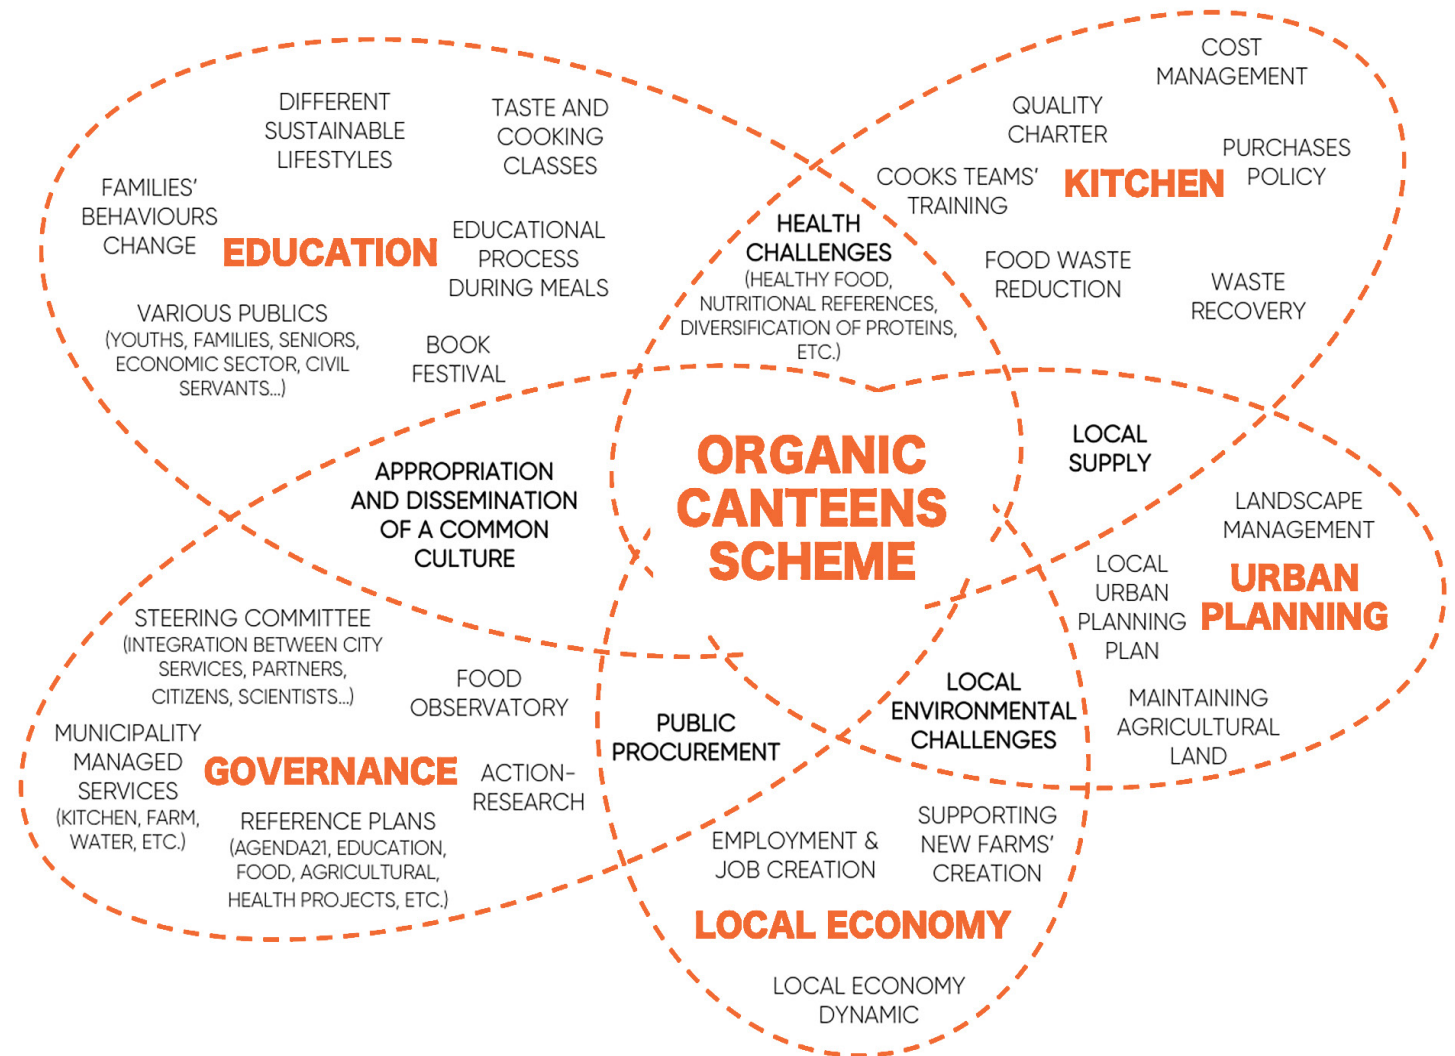 DIFFERENT
SUSTAINABLE
LIFESTYLES
TASTE AND
COOKING
CLASSES
FAMILIES'
BEHAVIOURS
CHANGE
EDUCATION
EDUCATIONAL
PROCESS
DURING MEALS
VARIOUS PUBLICS
(YOUTHS, FAMILIES, SENIORS,
ECONOMIC SECTOR, CIVIL
SERVANTS...)
BOOK
FESTIVAL
COST
MANAGEMENT
QUALITY
CHARTER
PURCHASES
POLICY
COOKS TEAMS'
TRAINING
KITCHEN
FOOD WASTE
REDUCTION
WASTE
RECOVERY
HEALTH
CHALLENGES
(HEALTHY FOOD,
NUTRITIONAL REFERENCES,
DIVERSIFICATION OF PROTEINS,
ETC.)
ORGANIC
CANTEENS
SCHEME
LOCAL
SUPPLY
APPROPRIATION
AND DISSEMINATION
OF A COMMON
CULTURE
LANDSCAPE
MANAGEMENT
LOCAL
URBAN
PLANNING
PLAN
URBAN
PLANNING
MAINTAINING
AGRICULTURAL
LAND
STEERING COMMITTEE
(INTEGRATION BETWEEN CITY
SERVICES, PARTNERS,
CITIZENS, SCIENTISTS...)
FOOD
OBSERVATORY
MUNICIPALITY
MANAGED
SERVICES
(KITCHEN, FARM,
WATER, ETC.)
GOVERNANCE
ACTION-
RESEARCH
REFERENCE PLANS
(AGENDA21, EDUCATION,
FOOD, AGRICULTURAL,
HEALTH PROJECTS, ETC.)
PUBLIC
PROCUREMENT
LOCAL
ENVIRONMENTAL
CHALLENGES
EMPLOYMENT &
JOB CREATION
SUPPORTING
NEW FARMS'
CREATION
LOCAL ECONOMY
LOCAL ECONOMY
DYNAMIC